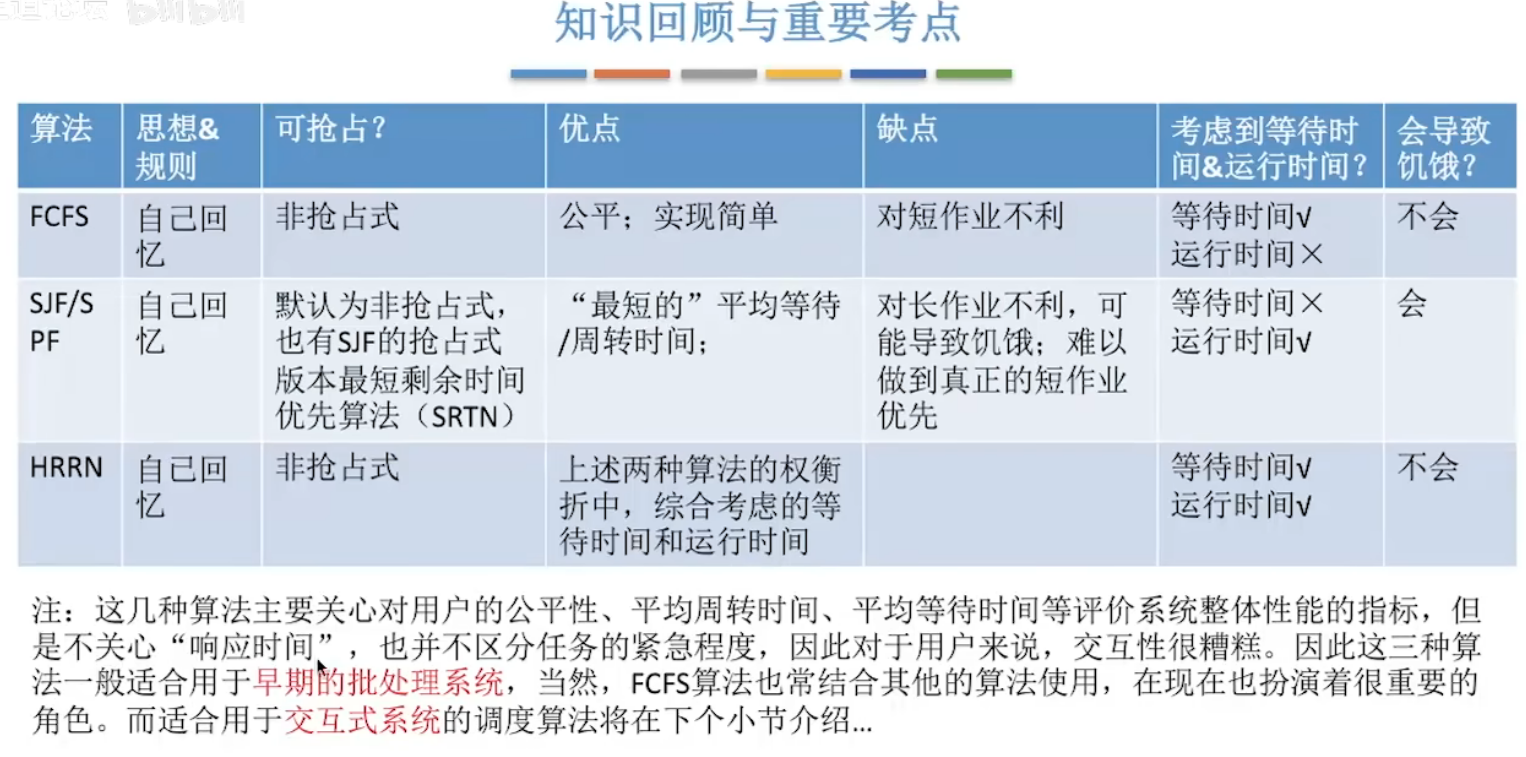 知识回顾与重要考点
算法
思想&
规则
可抢占？
优点
缺点
考虑到等待时
间&运行时间？
会导致
饥饿？
FCFS
自己回
忆
非抢占式
公平；实现简单
对短作业不利
等待时间√
运行时间×
不会
SJF/S
PF
自己回
忆
默认为非抢占式，
也有SJF的抢占式
版本最短剩余时间
优先算法（SRTN）
“最短的”平均等待
/周转时间；
对长作业不利，可
能导致饥饿；难以
做到真正的短作业
优先
等待时间×
运行时间√
会
HRRN
自己回
忆
非抢占式
上述两种算法的权衡
折中，综合考虑的等
待时间和运行时间
等待时间√
运行时间√
不会
注：这几种算法主要关心对用户的公平性、平均周转时间、平均等待时间等评价系统整体性能的指标，但
是不关心“响应时间”，也并不区分任务的紧急程度，因此对于用户来说，交互性很糟糕。因此这三种算
法一般适合用于早期的批处理系统，当然，FCFS算法也常结合其他的算法使用，在现在也扮演着很重要的
角色。而适合用于交互式系统的调度算法将在下个小节介绍...